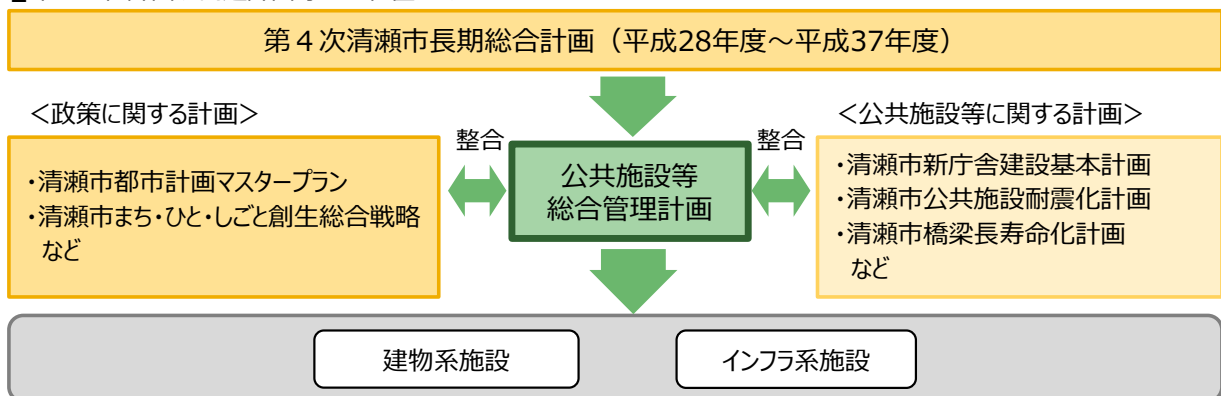 第４次清瀬市長期総合計画（平成28年度～平成37年度）
＜政策に関する計画＞
・清瀬市都市計画マスタープラン
・清瀬市まち・ひと・しごと創生総合戦略
など
整合
公共施設等
総合管理計画
整合
＜公共施設等に関する計画＞
・清瀬市新庁舎建設基本計画
・清瀬市公共施設耐震化計画
・清瀬市橋梁長寿命化計画
など
建物系施設
インフラ系施設